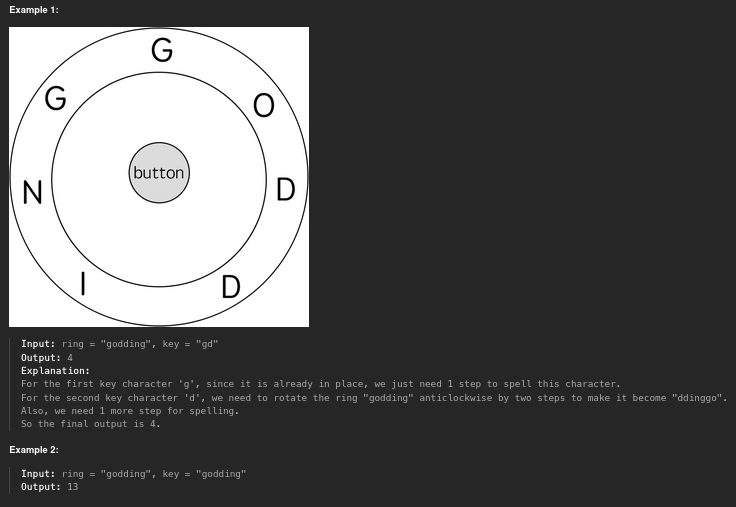 Example 1:
G
G
O
button
N
D
I
D
Input: ring = "godding", key = "gd"
Output: 4
Explanation:
For the first key character 'g', since it is already in place, we just need 1 step to spell this character.
For the second key character 'd', we need to rotate the ring "godding" anticlockwise by two steps to make it become "ddinggo".
Also, we need 1 more step for spelling.
So the final output is 4.
Example 2:
Input: ring = "godding", key = "godding"
Output: 13